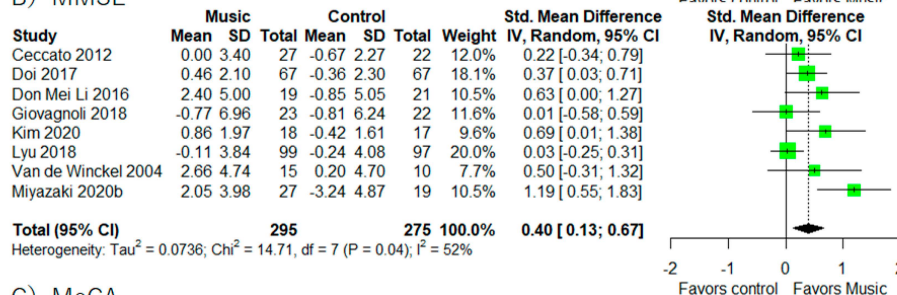 B) MMSE
Favors control Favors Music
Music Control Std. Mean Difference Std. Mean Difference
Study Mean SD Total Mean SD Total Weight IV, Random, 95% CI IV, Random, 95% CI
Ceccato 2012 0.00 3.40 27 -0.67 2.27 22 12.0% 0.22 [-0.34; 0.79]
Doi 2017 0.46 2.10 67 -0.36 2.30 67 18.1% 0.37 [ 0.03; 0.71]
Don Mei Li 2016 2.40 5.00 19 -0.85 5.05 21 10.5% 0.63 [ 0.00; 1.27]
Giovagnoli 2018 -0.77 6.96 23 -0.81 6.24 22 11.6% 0.01 [-0.58; 0.59]
Kim 2020 0.86 1.97 18 -0.42 1.61 17 9.6% 0.69 [ 0.01; 1.38]
Lyu 2018 -0.11 3.84 99 -0.24 4.08 97 20.0% 0.03 [-0.25; 0.31]
Van de Winckel 2004 2.66 4.74 15 0.20 4.70 10 7.7% 0.50 [-0.31; 1.32]
Miyazaki 2020b 2.05 3.98 27 -3.24 4.87 19 10.5% 1.19 [ 0.55; 1.83]
Total (95% CI) 295 275 100.0% 0.40 [ 0.13; 0.67]
Heterogeneity: Tau² = 0.0736; Chi² = 14.71, df = 7 (P = 0.04); I² = 52%
-2 -1 0 1 2
Favors control Favors Music
C) MoCA